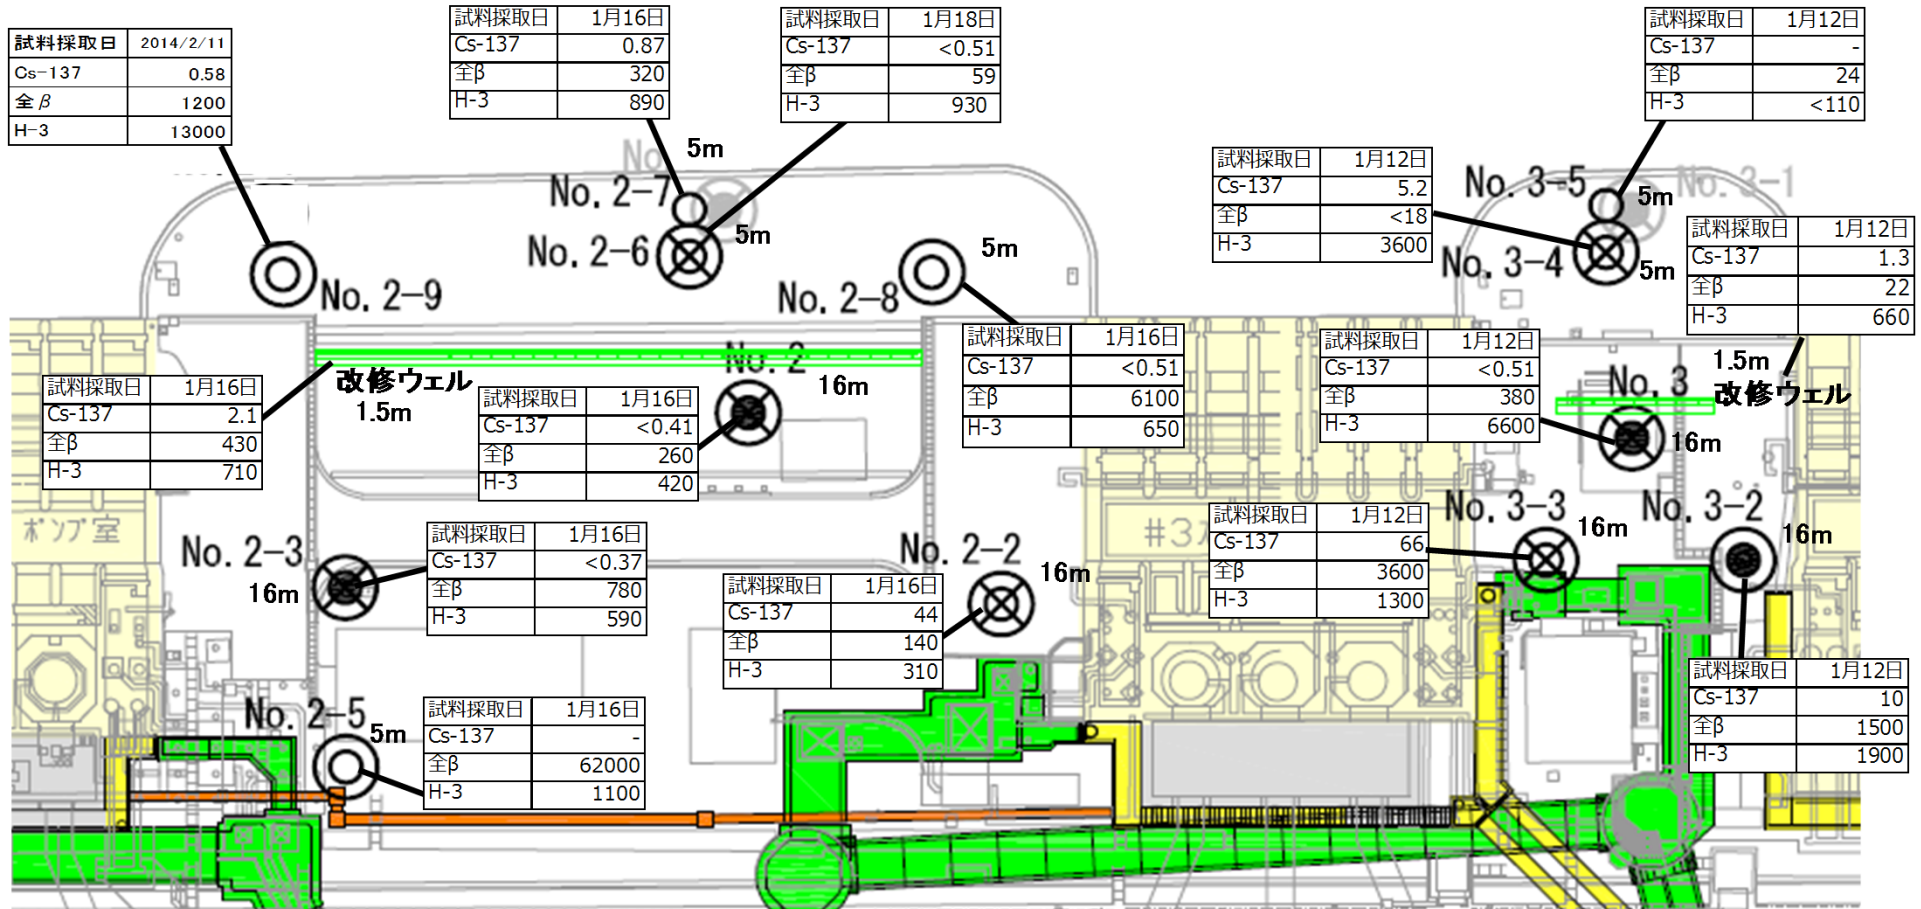 試料採取日 2014/2/11
Cs-137 0.58
全β 1200
H-3 13000
試料採取日 1月16日
Cs-137 0.87
全β 320
H-3 890
試料採取日 1月18日
Cs-137 <0.51
全β 59
H-3 930
試料採取日 1月12日
Cs-137 -
全β 24
H-3 <110
No
5m
No. 2-7
No. 2-6
5m
No. 2-9
No. 2-8
5m
試料採取日 1月12日
Cs-137 5.2
全β <18
H-3 3600
No. 3-5
5m
No. 3-1
No. 3-4
5m
試料採取日 1月12日
Cs-137 1.3
全β 22
H-3 660
試料採取日 1月16日
Cs-137 2.1
全β 430
H-3 710
改修ウェル
1.5m
No. 2
16m
試料採取日 1月16日
Cs-137 <0.41
全β 260
H-3 420
試料採取日 1月16日
Cs-137 <0.51
全β 6100
H-3 650
試料採取日 1月12日
Cs-137 <0.51
全β 380
H-3 6600
No. 3
16m
1.5m
改修ウェル
ポンプ室
No. 2-3
16m
試料採取日 1月16日
Cs-137 <0.37
全β 780
H-3 590
No. 2-2
16m
試料採取日 1月16日
Cs-137 44
全β 140
H-3 310
#3
試料採取日 1月12日
Cs-137 66
全β 3600
H-3 1300
No. 3-3
16m
No. 3-2
16m
試料採取日 1月12日
Cs-137 10
全β 1500
H-3 1900
No. 2-5
5m
試料採取日 1月16日
Cs-137 -
全β 62000
H-3 1100